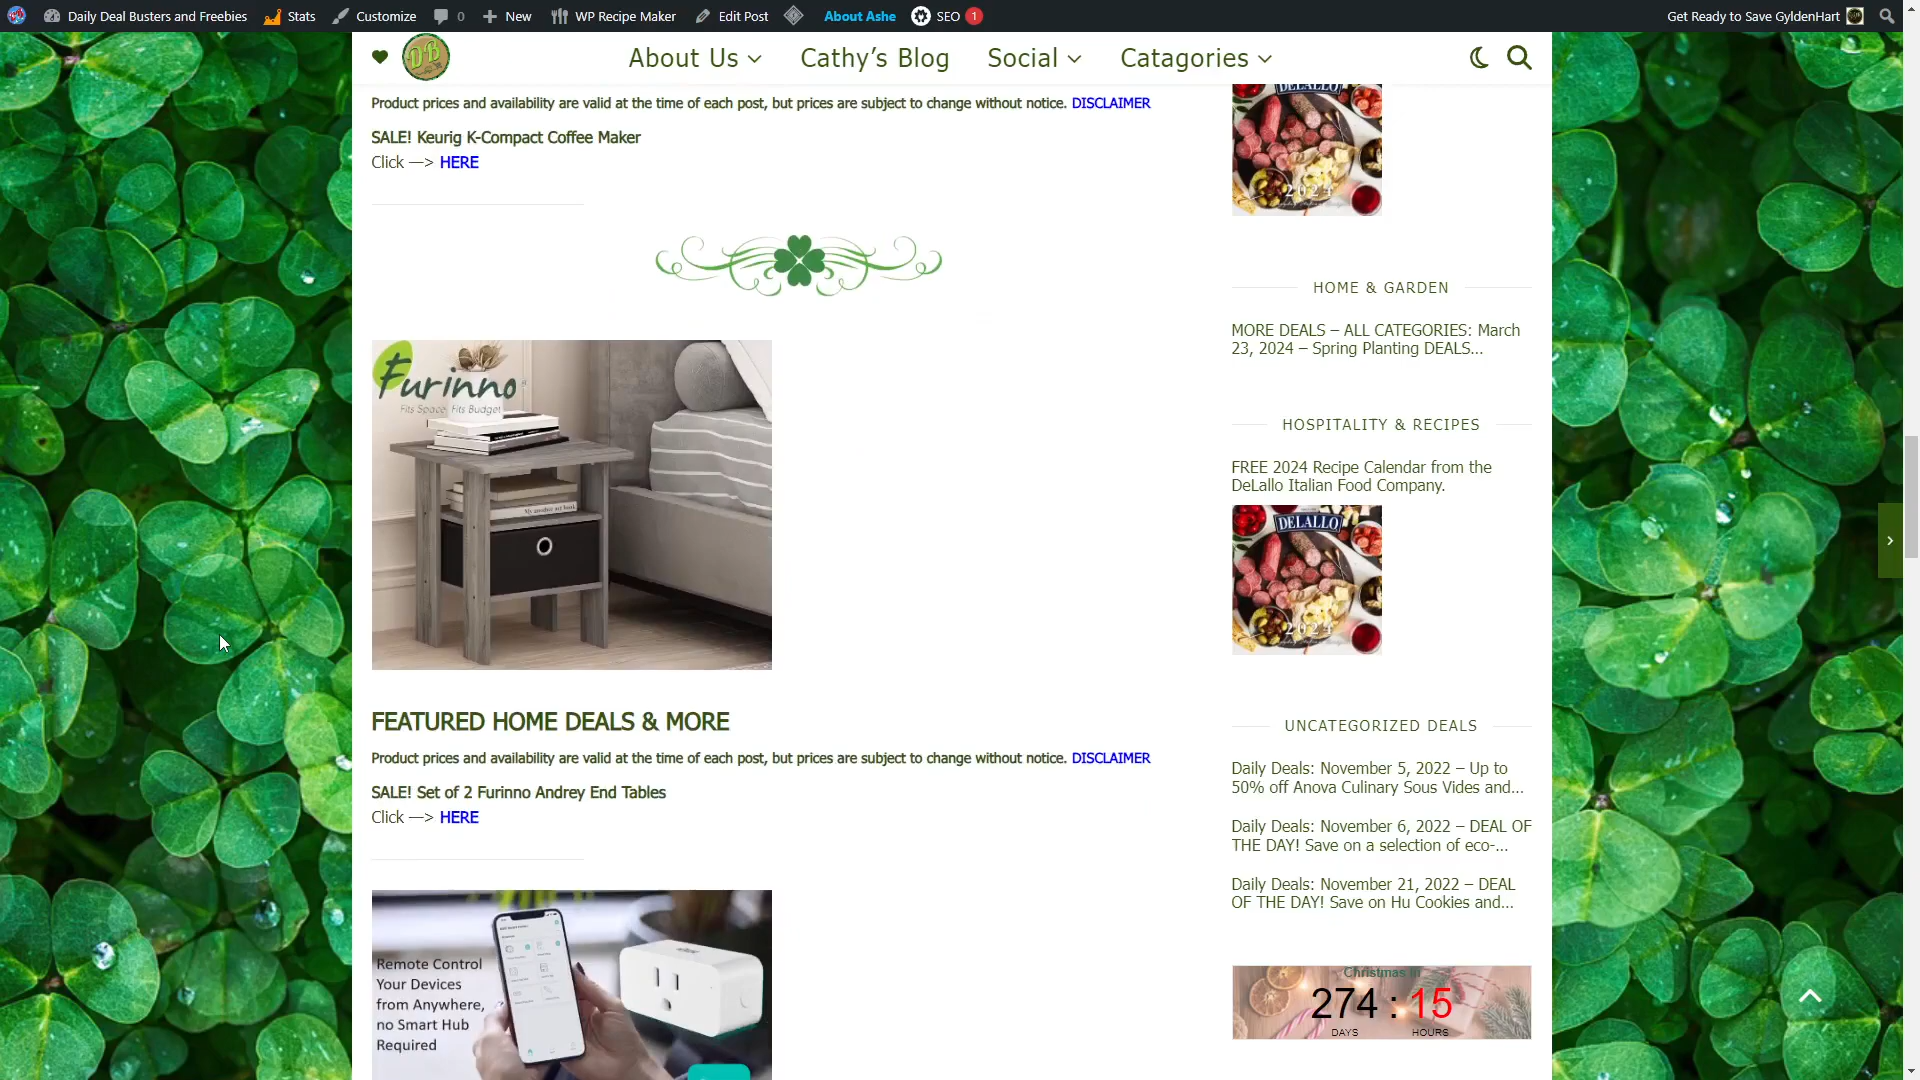 Daily Deal Busters and Freebies Stats Customize 0 New WP Recipe Maker Edit Post About Ashe SEO 1 Get Ready to Save GyldenHart
DB About Us Cathy’s Blog Social Catagories
Product prices and availability are valid at the time of each post, but prices are subject to change without notice. DISCLAIMER
SALE! Keurig K-Compact Coffee Maker
Click —> HERE
Furinno
Fits Space, Fits Budget
My another art book
FEATURED HOME DEALS & MORE
Product prices and availability are valid at the time of each post, but prices are subject to change without notice. DISCLAIMER
SALE! Set of 2 Furinno Andrey End Tables
Click —> HERE
Remote Control
Your Devices
from Anywhere,
no Smart Hub
Required
DELALLO
2024
HOME & GARDEN
MORE DEALS – ALL CATEGORIES: March
23, 2024 – Spring Planting DEALS...
HOSPITALITY & RECIPES
FREE 2024 Recipe Calendar from the
DeLallo Italian Food Company.
DELALLO
2024
UNCATEGORIZED DEALS
Daily Deals: November 5, 2022 – Up to
50% off Anova Culinary Sous Vides and...
Daily Deals: November 6, 2022 – DEAL OF
THE DAY! Save on a selection of eco-...
Daily Deals: November 21, 2022 – DEAL
OF THE DAY! Save on Hu Cookies and...
Christmas in
274 : 15
DAYS HOURS